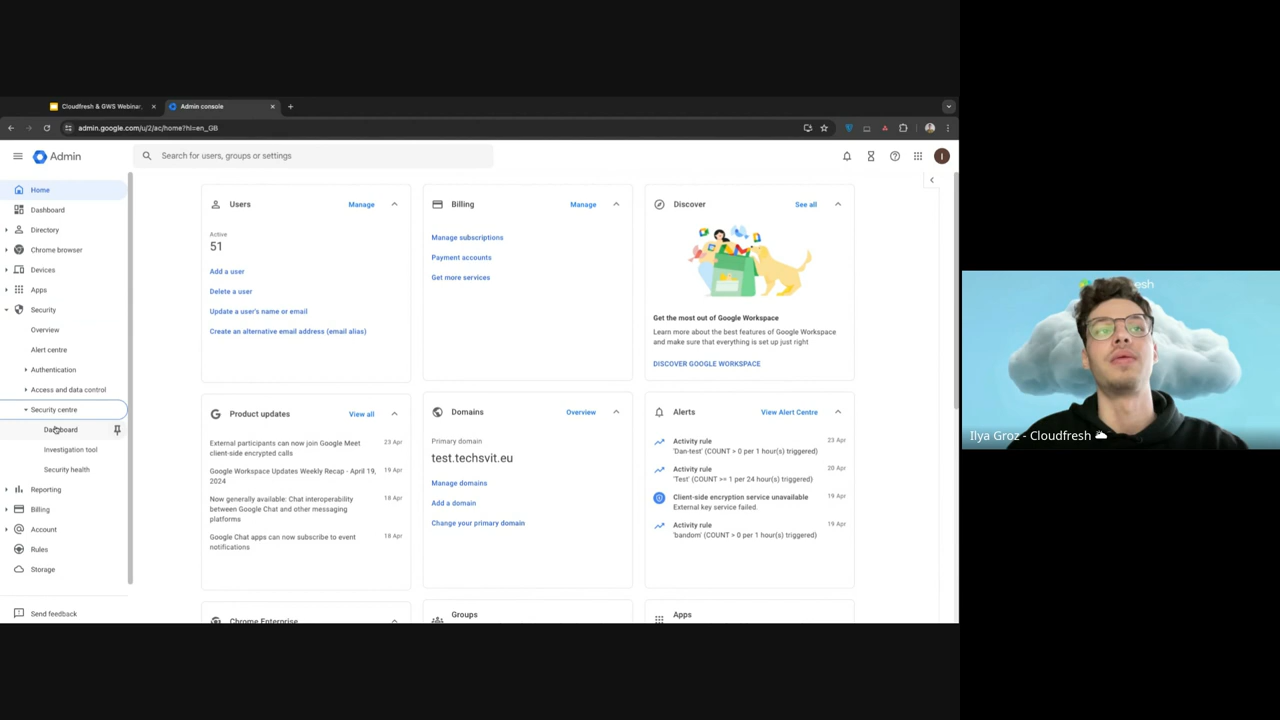 Cloudfresh & GWS Webinar.
Admin console
admin.google.com/u/2/ac/home?hl=en_GB
Admin
Search for users, groups or settings
I
Home
Dashboard
Directory
Chrome browser
Devices
Apps
Security
Overview
Alert centre
Authentication
Access and data control
Security centre
Dashboard
Investigation tool
Security health
Reporting
Billing
Account
Rules
Storage
Send feedback
Users
Manage
Active
51
Add a user
Delete a user
Update a user's name or email
Create an alternative email address (email alias)
Billing
Manage
Manage subscriptions
Payment accounts
Get more services
Discover
See all
Get the most out of Google Workspace
Learn more about the best features of Google Workspace
and make sure that everything is set up just right
DISCOVER GOOGLE WORKSPACE
Product updates
View all
External participants can now join Google Meet
client-side encrypted calls
23 Apr
Google Workspace Updates Weekly Recap - April 19,
2024
19 Apr
Now generally available: Chat interoperability
between Google Chat and other messaging
platforms
18 Apr
Google Chat apps can now subscribe to event
notifications
18 Apr
Domains
Overview
Primary domain
test.techsvit.eu
Manage domains
Add a domain
Change your primary domain
Alerts
View Alert Centre
Activity rule
'Dan-test' (COUNT > 0 per 1 hour(s) triggered)
23 Apr
Activity rule
'Test' (COUNT >= 1 per 24 hour(s) triggered)
20 Apr
Client-side encryption service unavailable
External key service failed.
19 Apr
Activity rule
'bandom' (COUNT > 0 per 1 hour(s) triggered)
19 Apr
Chrome Enterprise
Groups
Apps
esh
Ilya Groz - Cloudfresh